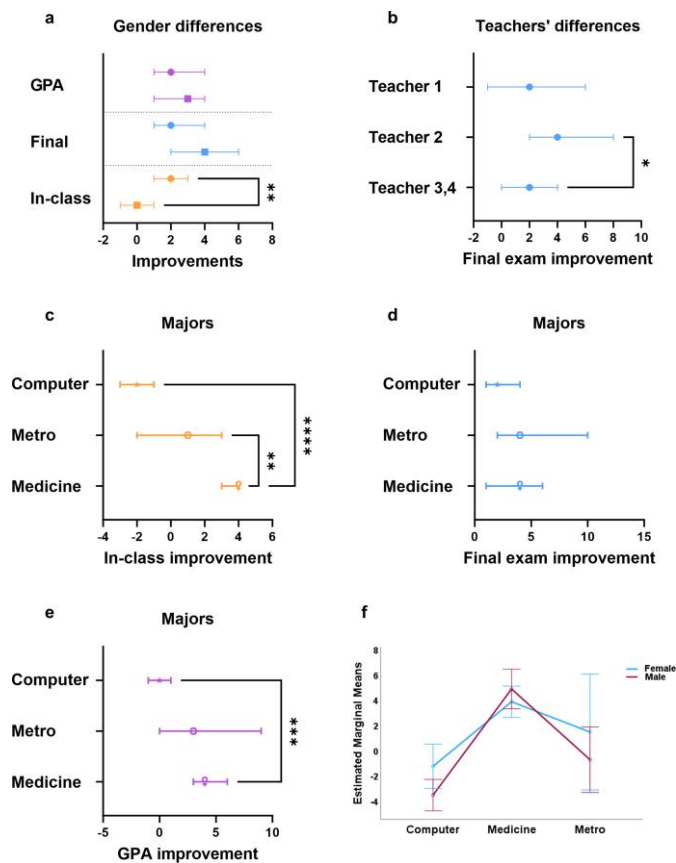 a
Gender differences
GPA
Final
In-class
**
-2 0 2 4 6 8
Improvements
b
Teachers' differences
Teacher 1
Teacher 2
Teacher 3,4
*
-2 0 2 4 6 8 10
Final exam improvement
c
Majors
Computer
Metro
Medicine
**
****
-4 -2 0 2 4 6
In-class improvement
d
Majors
Computer
Metro
Medicine
0 5 10 15
Final exam improvement
e
Majors
Computer
Metro
Medicine
***
-5 0 5 10
GPA improvement
f
Estimated Marginal Means
8
6
4
2
0
-2
-4
Computer Medicine Metro
Female
Male